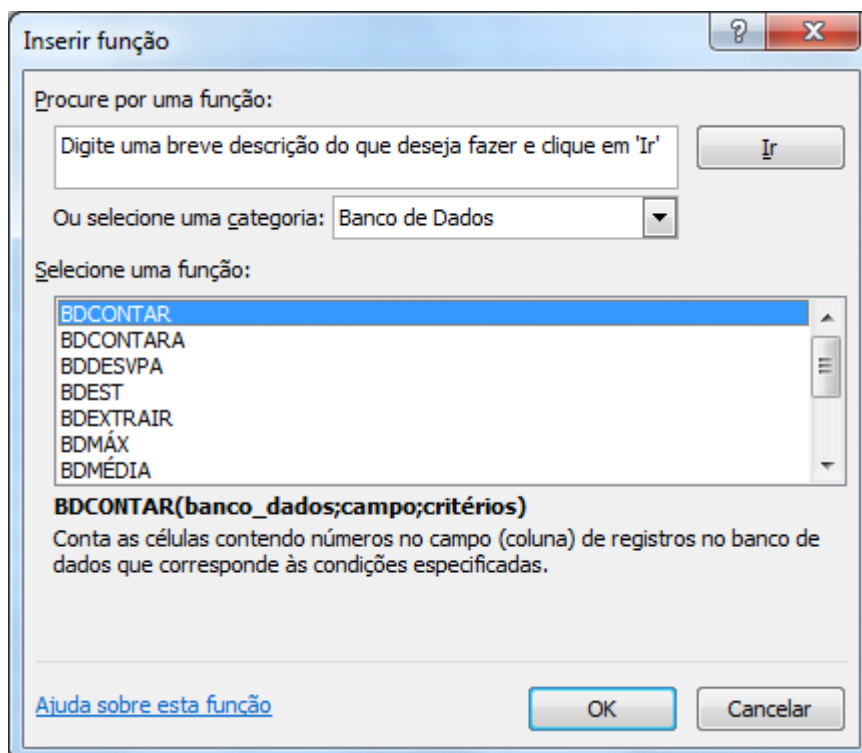 Inserir função
Procure por uma função:
Digite uma breve descrição do que deseja fazer e clique em 'Ir'
Ir
Ou selecione uma categoria:
Banco de Dados
Selecione uma função:
BDCONTAR
BDCONTARA
BDDESVPA
BDEST
BDEXTRAIR
BDMÁX
BDMÉDIA
BDCONTAR(banco_dados;campo;critérios)
Conta as células contendo números no campo (coluna) de registros no banco de
dados que corresponde às condições especificadas.
Ajuda sobre esta função
OK
Cancelar